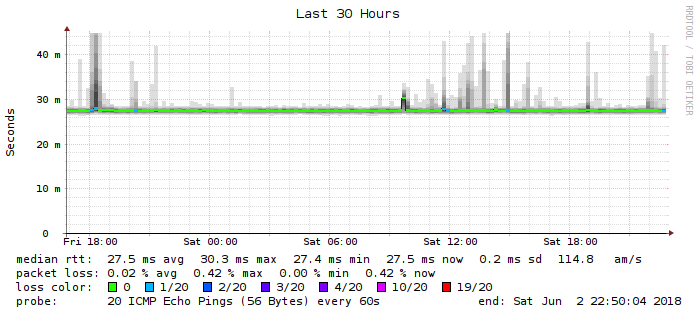 Last 30 Hours
RRDTOOL / TOBI OETIKER
Seconds
40 m
30 m
20 m
10 m
0
Fri 18:00 Sat 00:00 Sat 06:00 Sat 12:00 Sat 18:00
median rtt: 27.5 ms avg 30.3 ms max 27.4 ms min 27.5 ms now 0.2 ms sd 114.8 am/s
packet loss: 0.02 % avg 0.42 % max 0.00 % min 0.42 % now
loss color: 0 1/20 2/20 3/20 4/20 10/20 19/20
probe: 20 ICMP Echo Pings (56 Bytes) every 60s end: Sat Jun 2 22:50:04 2018